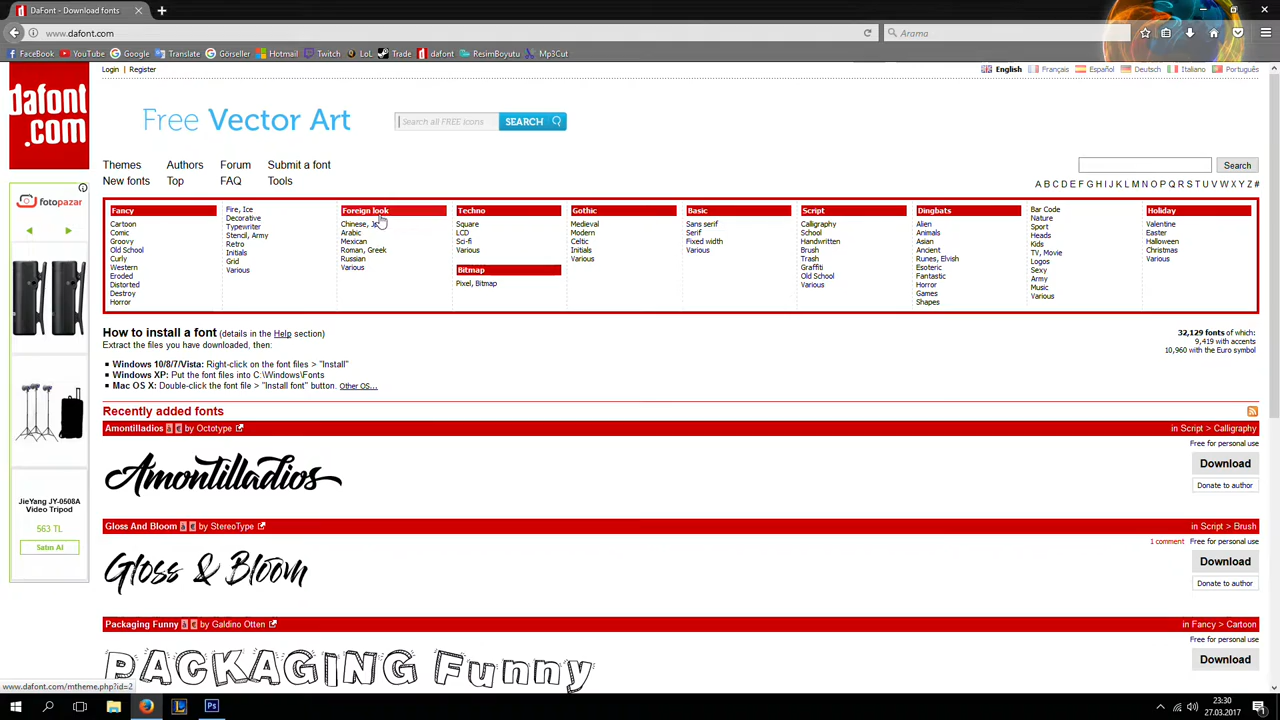 DaFont - Download fonts
www.dafont.com
Arama
FaceBook YouTube Google Translate Görseller Hotmail Twitch LoL Trade dafont ResimBoyutu Mp3Cut
dafont
.com
Login | Register
English Français Español Deutsch Italiano Português
Free Vector Art
Search all FREE icons SEARCH
Themes Authors Forum Submit a font
New fonts Top FAQ Tools
Search
A B C D E F G H I J K L M N O P Q R S T U V W X Y Z #
fotopazar
JieYang JY-0508A
Video Tripod
563 TL
Satın Al
Fancy
Cartoon
Comic
Groovy
Old School
Curly
Western
Eroded
Distorted
Destroy
Horror
Fire, Ice
Decorative
Typewriter
Stencil, Army
Retro
Initials
Grid
Various
Foreign look
Chinese,
Arabic
Mexican
Roman, Greek
Russian
Various
Techno
Square
LCD
Sci-fi
Various
Bitmap
Pixel, Bitmap
Gothic
Medieval
Modern
Celtic
Initials
Various
Basic
Sans serif
Serif
Fixed width
Various
Script
Calligraphy
School
Handwritten
Brush
Trash
Graffiti
Old School
Various
Dingbats
Alien
Animals
Asian
Ancient
Runes, Elvish
Esoteric
Fantastic
Horror
Games
Shapes
Bar Code
Nature
Sport
Heads
Kids
TV, Movie
Logos
Sexy
Army
Music
Various
Holiday
Valentine
Easter
Halloween
Christmas
Various
How to install a font (details in the Help section)
Extract the files you have downloaded, then:
Windows 10/8/7/Vista: Right-click on the font files > "Install"
Windows XP: Put the font files into C:\Windows\Fonts
Mac OS X: Double-click the font file > "Install font" button. Other OS...
32,129 fonts of which:
9,419 with accents
10,960 with the Euro symbol
Recently added fonts
Amontilladios à € by Octotype
in Script > Calligraphy
Free for personal use
Amontilladios
Download
Donate to author
Gloss And Bloom à € by StereoType
in Script > Brush
1 comment Free for personal use
Gloss & Bloom
Download
Donate to author
Packaging Funny à € by Galdino Otten
in Fancy > Cartoon
Free for personal use
PACKAGING Funny
Download
www.dafont.com/mtheme.php?id=2
23:30
27.03.2017